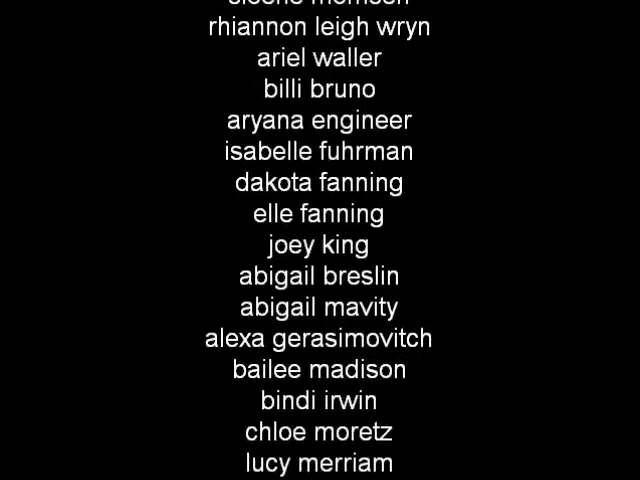 rhiannon leigh wryn
ariel waller
billi bruno
aryana engineer
isabelle fuhrman
dakota fanning
elle fanning
joey king
abigail breslin
abigail mavity
alexa gerasimovitch
bailee madison
bindi irwin
chloe moretz
lucy merriam